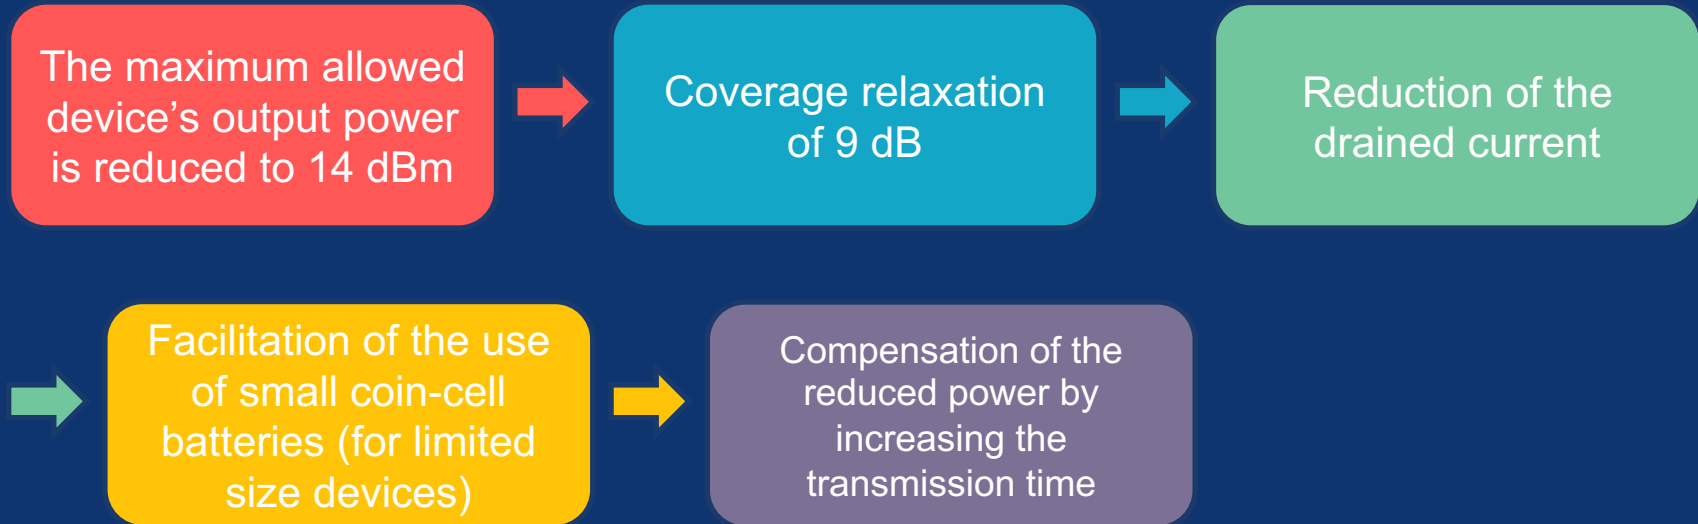 The maximum allowed
device’s output power
is reduced to 14 dBm
Coverage relaxation
of 9 dB
Reduction of the
drained current
Facilitation of the use
of small coin-cell
batteries (for limited
size devices)
Compensation of the
reduced power by
increasing the
transmission time